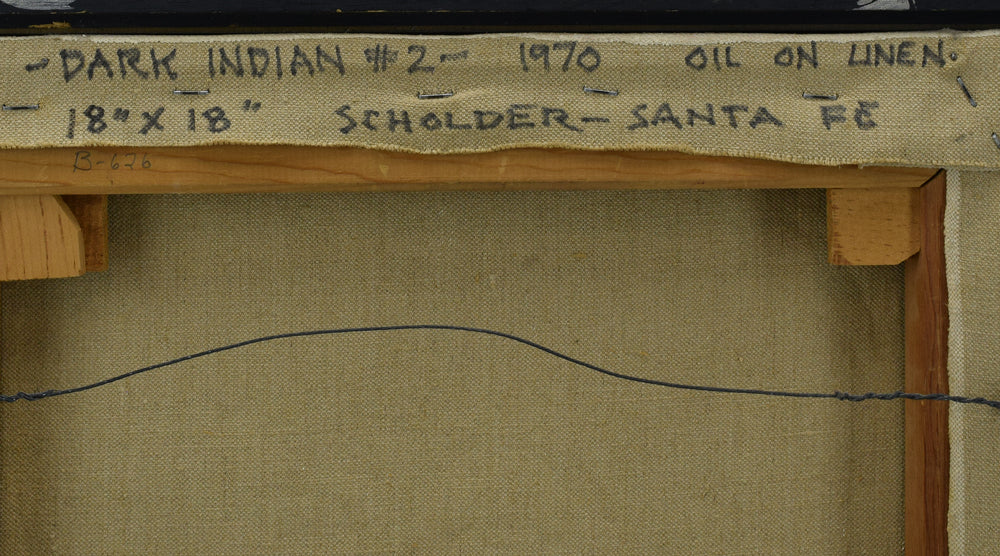 -DARK INDIAN #2- 1970 OIL ON LINEN.
18" X 18" SCHOLDER- SANTA FE
B-626